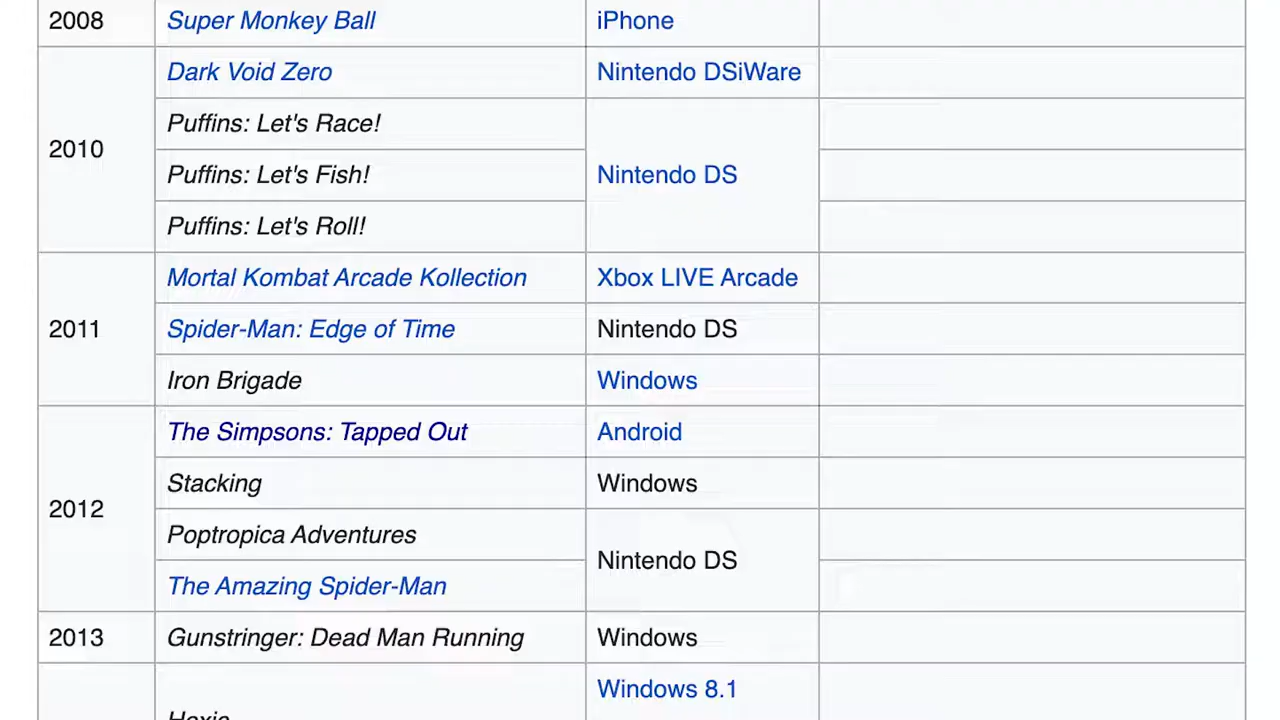 2008 Super Monkey Ball iPhone
2010 Dark Void Zero Nintendo DSiWare
Puffins: Let's Race! Nintendo DS
Puffins: Let's Fish!
Puffins: Let's Roll!
2011 Mortal Kombat Arcade Kollection Xbox LIVE Arcade
Spider-Man: Edge of Time Nintendo DS
Iron Brigade Windows
2012 The Simpsons: Tapped Out Android
Stacking Windows
Poptropica Adventures Nintendo DS
The Amazing Spider-Man
2013 Gunstringer: Dead Man Running Windows
Windows 8.1
Hexic